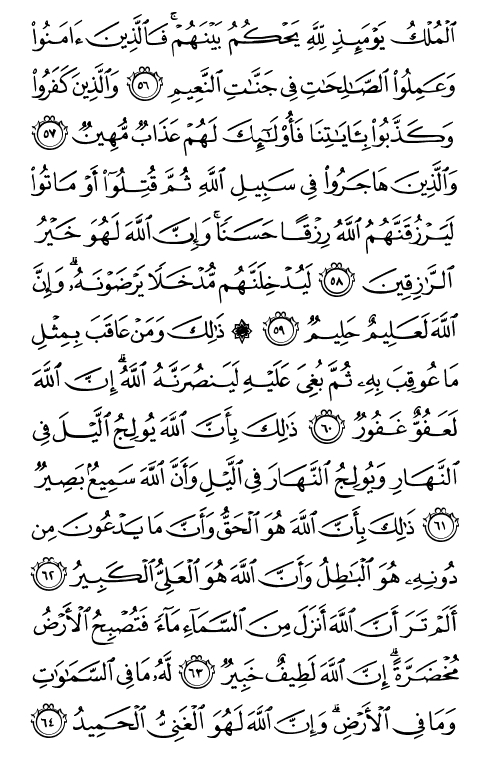 ٱلْمُلْكُ يَوْمَئِذٍ لِّلَّهِ يَحْكُمُ بَيْنَهُمْ ۚ فَٱلَّذِينَ ءَامَنُوا۟
وَعَمِلُوا۟ ٱلصَّـٰلِحَـٰتِ فِى جَنَّـٰتِ ٱلنَّعِيمِ ٥٦ وَٱلَّذِينَ كَفَرُوا۟
وَكَذَّبُوا۟ بِـَٔايَـٰتِنَا فَأُو۟لَـٰٓئِكَ لَهُمْ عَذَابٌ مُّهِينٌ ٥٧
وَٱلَّذِينَ هَاجَرُوا۟ فِى سَبِيلِ ٱللَّهِ ثُمَّ قُتِلُوٓا۟ أَوْ مَاتُوا۟
لَيَرْزُقَنَّهُمُ ٱللَّهُ رِزْقًا حَسَنًا ۚ وَإِنَّ ٱللَّهَ لَهُوَ خَيْرُ
ٱلرَّٰزِقِينَ ٥٨ لَيُدْخِلَنَّهُم مُّدْخَلًا يَرْضَوْنَهُۥ ۗ وَإِنَّ
ٱللَّهَ لَعَلِيمٌ حَلِيمٌ ٥٩ ۞ ذَٰلِكَ وَمَنْ عَاقَبَ بِمِثْلِ
مَا عُوقِبَ بِهِۦ ثُمَّ بُغِىَ عَلَيْهِ لَيَنصُرَنَّهُ ٱللَّهُ ۗ إِنَّ ٱللَّهَ
لَعَفُوٌّ غَفُورٌ ٦٠ ذَٰلِكَ بِأَنَّ ٱللَّهَ يُولِجُ ٱلَّيْلَ فِى
ٱلنَّهَارِ وَيُولِجُ ٱلنَّهَارَ فِى ٱلَّيْلِ وَأَنَّ ٱللَّهَ سَمِيعٌۢ بَصِيرٌ
٦١ ذَٰلِكَ بِأَنَّ ٱللَّهَ هُوَ ٱلْحَقُّ وَأَنَّ مَا يَدْعُونَ مِن
دُونِهِۦ هُوَ ٱلْبَـٰطِلُ وَأَنَّ ٱللَّهَ هُوَ ٱلْعَلِىُّ ٱلْكَبِيرُ ٦٢
أَلَمْ تَرَ أَنَّ ٱللَّهَ أَنزَلَ مِنَ ٱلسَّمَآءِ مَآءً فَتُصْبِحُ ٱلْأَرْضُ
مُخْضَرَّةً ۗ إِنَّ ٱللَّهَ لَطِيفٌ خَبِيرٌ ٦٣ لَّهُۥ مَا فِى ٱلسَّمَـٰوَٰتِ
وَمَا فِى ٱلْأَرْضِ ۗ وَإِنَّ ٱللَّهَ لَهُوَ ٱلْغَنِىُّ ٱلْحَمِيدُ ٦٤